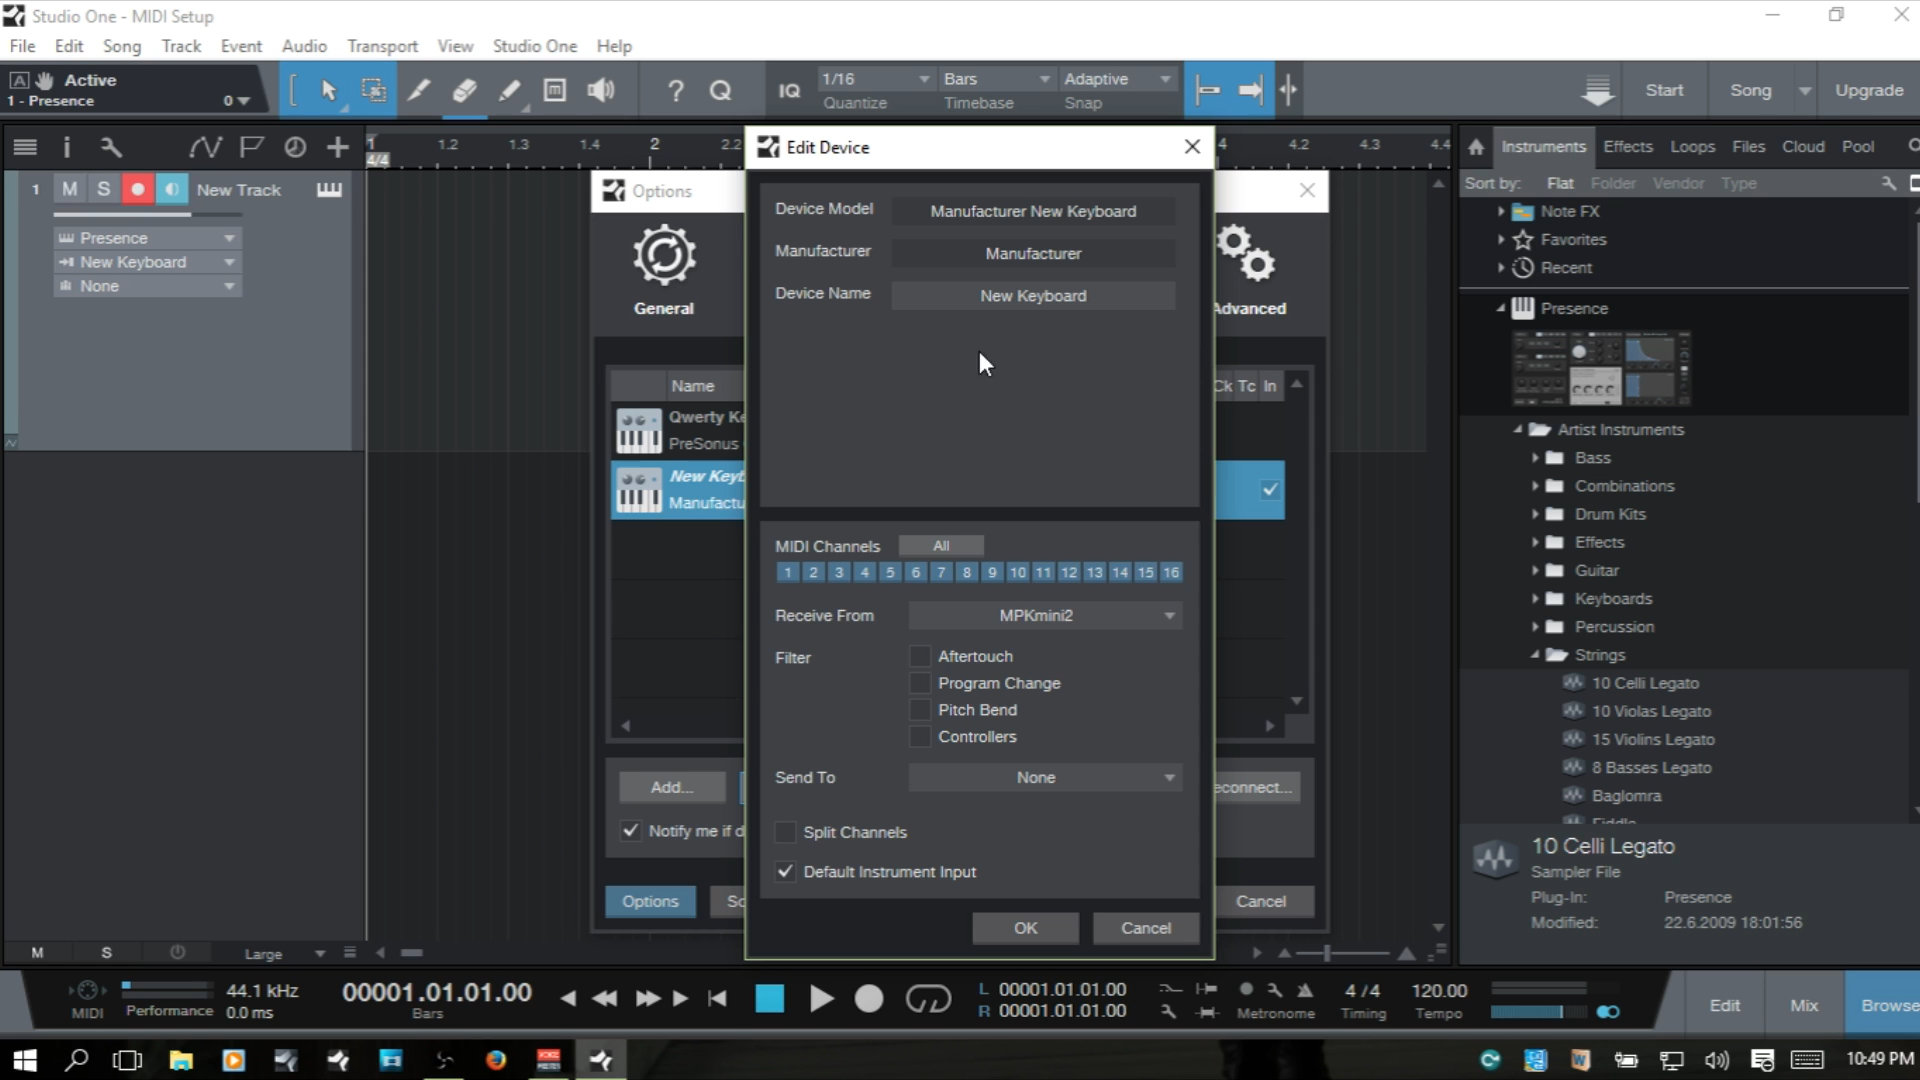 Studio One - MIDI Setup
File Edit Song Track Event Audio Transport View Studio One Help
A Active
1 - Presence 0
? Q IQ 1/16 Bars Adaptive
Quantize Timebase Snap
Start Song Upgrade
1 1.2 1.3 1.4 2 2.2 4 4.2 4.3 4.4
4/4
1 M S New Track
Presence
New Keyboard
None
Options
General
Advanced
Name
Ck Tc In
Qwerty Ke
PreSonus
New Keyb
Manufactu
Add...
econnect...
Notify me if d
Options
Cancel
Edit Device
Device Model Manufacturer New Keyboard
Manufacturer Manufacturer
Device Name New Keyboard
MIDI Channels All
1 2 3 4 5 6 7 8 9 10 11 12 13 14 15 16
Receive From MPKmini2
Filter Aftertouch
Program Change
Pitch Bend
Controllers
Send To None
Split Channels
Default Instrument Input
OK Cancel
Instruments Effects Loops Files Cloud Pool
Sort by: Flat Folder Vendor Type
Note FX
Favorites
Recent
Presence
Artist Instruments
Bass
Combinations
Drum Kits
Effects
Guitar
Keyboards
Percussion
Strings
10 Celli Legato
10 Violas Legato
15 Violins Legato
8 Basses Legato
Baglomra
Fiddle
10 Celli Legato
Sampler File
Plug-In: Presence
Modified: 22.6.2009 18:01:56
M S Large
MIDI Performance
44.1 kHz
0.0 ms
00001.01.01.00
Bars
L 00001.01.01.00
R 00001.01.01.00
Metronome
4 / 4
Timing
120.00
Tempo
Edit Mix Browse
10:49 PM